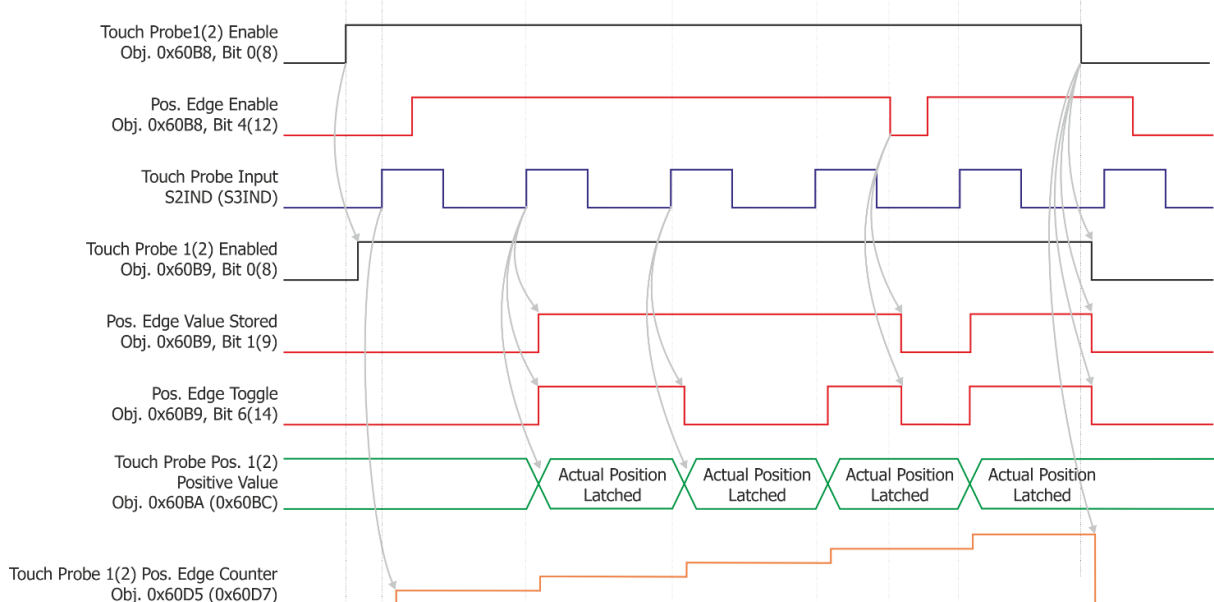 Touch Probe1(2) Enable
Obj. 0x60B8, Bit 0(8)
Pos. Edge Enable
Obj. 0x60B8, Bit 4(12)
Touch Probe Input
S2IND (S3IND)
Touch Probe 1(2) Enabled
Obj. 0x60B9, Bit 0(8)
Pos. Edge Value Stored
Obj. 0x60B9, Bit 1(9)
Pos. Edge Toggle
Obj. 0x60B9, Bit 6(14)
Touch Probe Pos. 1(2)
Positive Value
Obj. 0x60BA (0x60BC)
Actual Position
Latched
Actual Position
Latched
Actual Position
Latched
Actual Position
Latched
Touch Probe 1(2) Pos. Edge Counter
Obj. 0x60D5 (0x60D7)